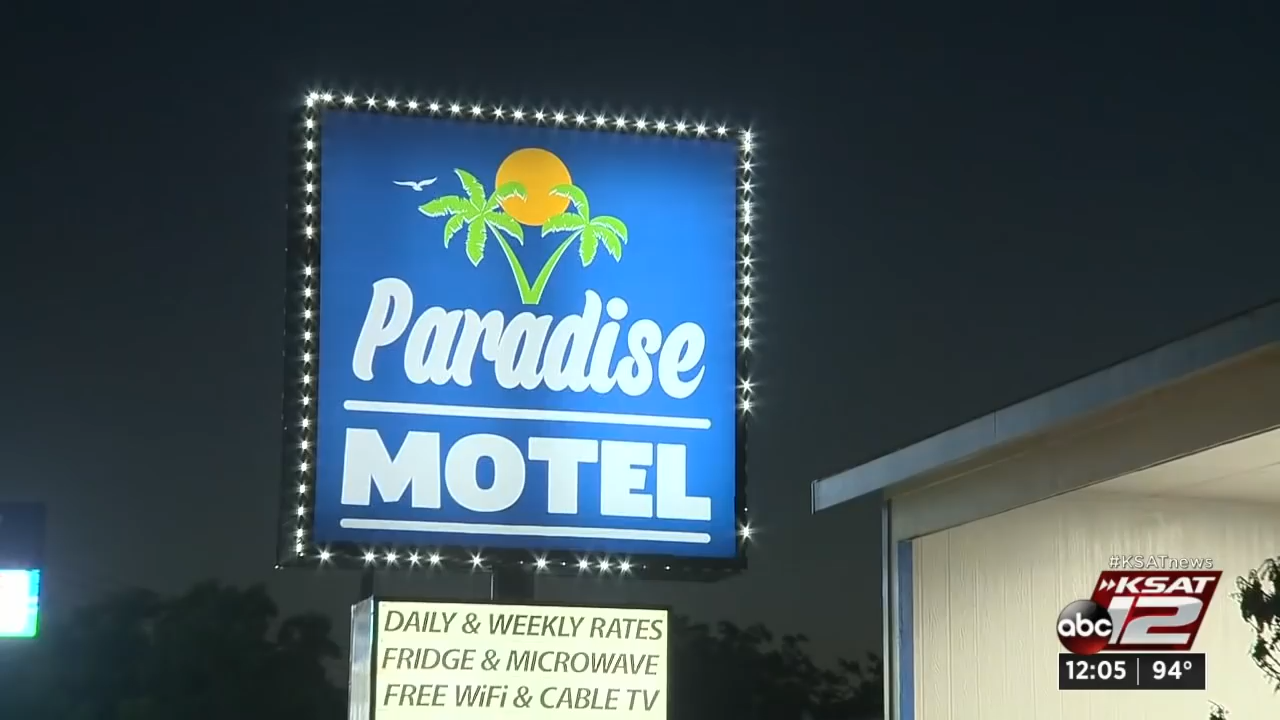 Paradise
MOTEL
DAILY & WEEKLY RATES
FRIDGE & MICROWAVE
FREE WiFi & CABLE TV
#KSATnews
KSAT
abc 12
12:05 94°